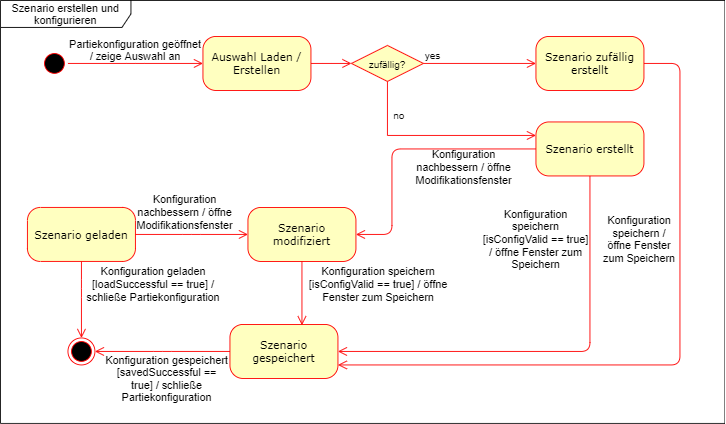 Szenario erstellen und
konfigurieren
Partiekonfiguration geöffnet
/ zeige Auswahl an
Auswahl Laden /
Erstellen
zufällig?
yes
Szenario zufällig
erstellt
no
Szenario erstellt
Konfiguration
nachbessern / öffne
Modifikationsfenster
Konfiguration
nachbessern / öffne
Modifikationsfenster
Szenario geladen
Szenario
modifiziert
Konfiguration
speichern
[isConfigValid == true]
/ öffne Fenster zum
Speichern
Konfiguration
speichern /
öffne Fenster
zum Speichern
Konfiguration geladen
[loadSuccessful == true] /
schließe Partiekonfiguration
Konfiguration speichern
[isConfigValid == true] / öffne
Fenster zum Speichern
Szenario
gespeichert
Konfiguration gespeichert
[savedSuccessful ==
true] / schließe
Partiekonfiguration